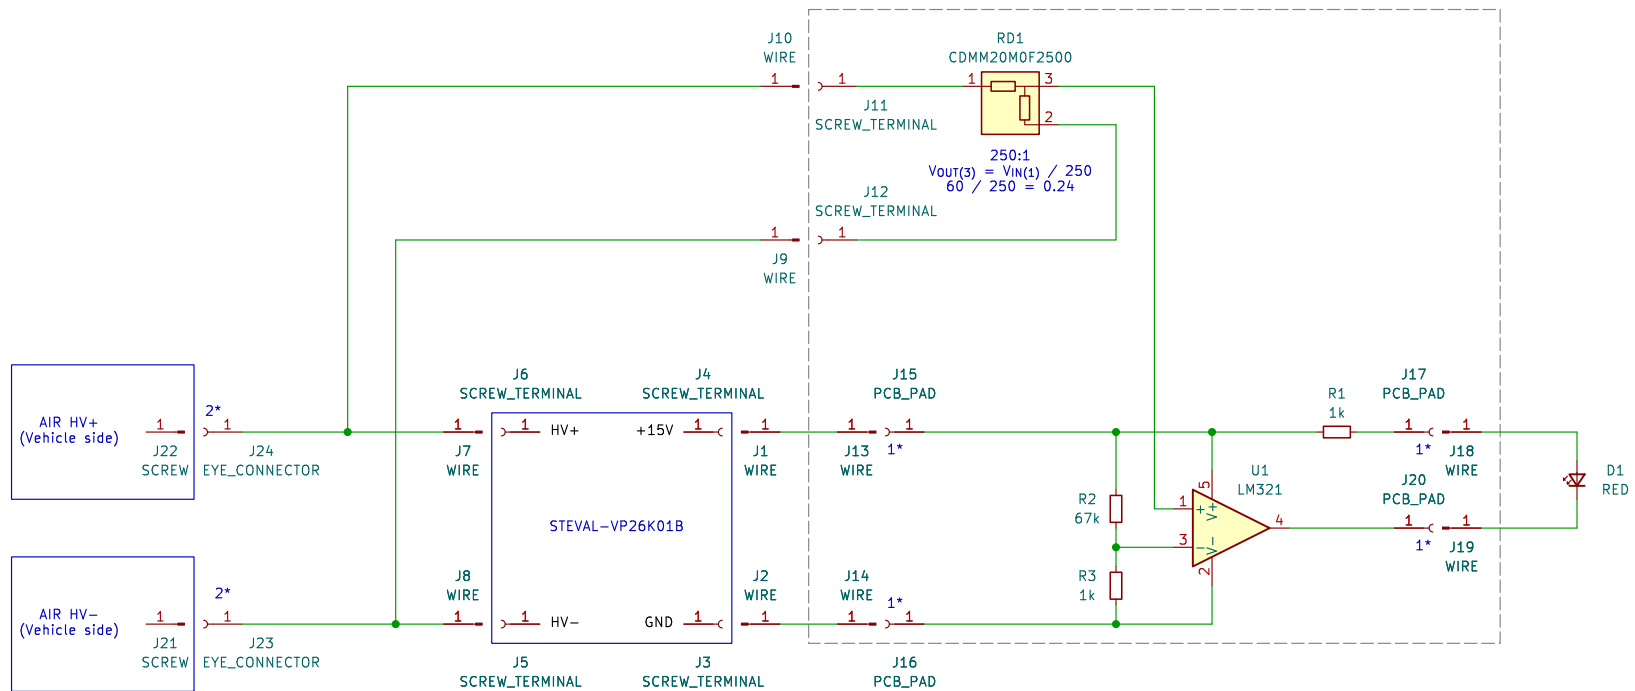 J10
WIRE
1
1
J11
SCREW_TERMINAL
RD1
CDMM20M0F2500
1
3
2
250:1
VOUT(3) = VIN(1) / 250
60 / 250 = 0.24
J12
SCREW_TERMINAL
1
1
J9
WIRE
AIR HV+
(Vehicle side)
1
J22
SCREW
2*
1
J24
EYE_CONNECTOR
1
J7
WIRE
J6
SCREW_TERMINAL
1
HV+
J4
SCREW_TERMINAL
+15V
1
1
J1
WIRE
1
J13
WIRE
J15
PCB_PAD
1
1*
R1
1k
J17
PCB_PAD
1
1*
1
J18
WIRE
J20
PCB_PAD
1
1*
1
J19
WIRE
D1
RED
U1
LM321
1
+
3
-
5
V+
V-
2
4
R2
67k
R3
1k
STEVAL-VP26K01B
AIR HV-
(Vehicle side)
1
J21
SCREW
2*
1
J23
EYE_CONNECTOR
J8
WIRE
1
1
HV-
J5
SCREW_TERMINAL
GND
1
J3
SCREW_TERMINAL
J2
WIRE
1
J14
WIRE
1
1*
1
J16
PCB_PAD